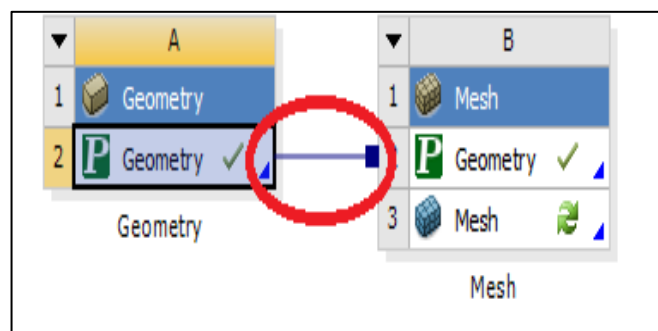 A
1 Geometry
2 P Geometry
Geometry
B
1 Mesh
P Geometry
3 Mesh
Mesh